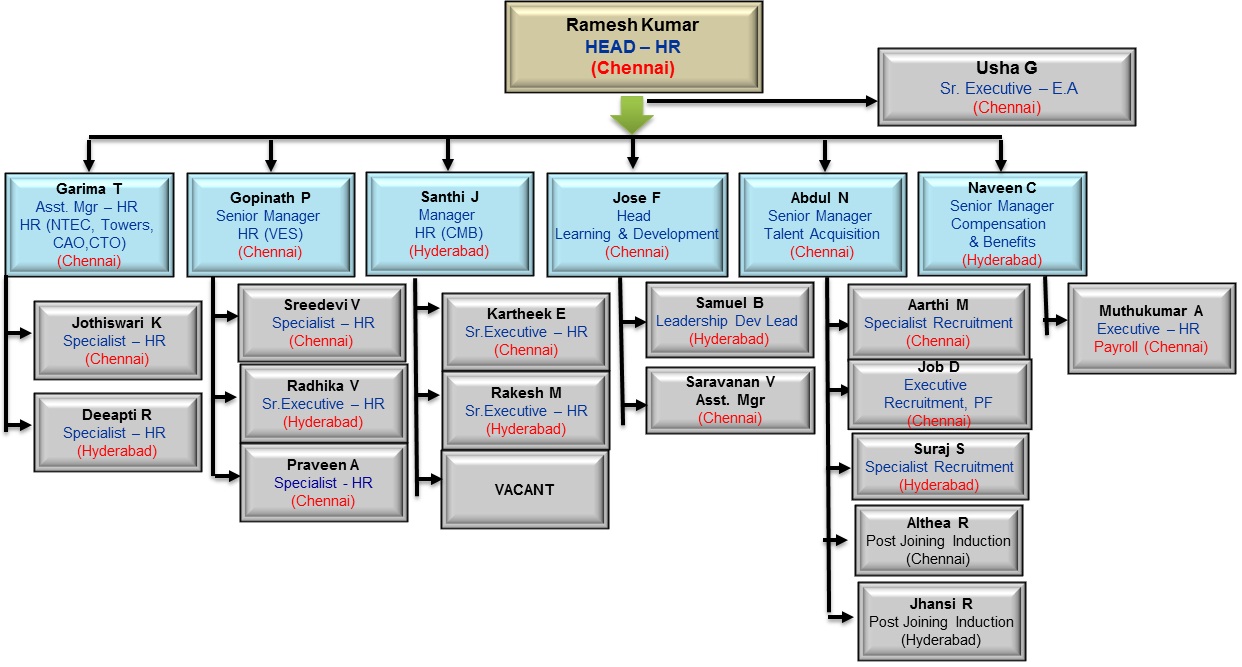 Ramesh Kumar
HEAD – HR
(Chennai)
Usha G
Sr. Executive – E.A
(Chennai)
Garima T
Asst. Mgr – HR
HR (NTEC, Towers,
CAO,CTO)
(Chennai)
Gopinath P
Senior Manager
HR (VES)
(Chennai)
Santhi J
Manager
HR (CMB)
(Hyderabad)
Jose F
Head
Learning & Development
(Chennai)
Abdul N
Senior Manager
Talent Acquisition
(Chennai)
Naveen C
Senior Manager
Compensation
& Benefits
(Hyderabad)
Jothiswari K
Specialist – HR
(Chennai)
Deeapti R
Specialist – HR
(Hyderabad)
Sreedevi V
Specialist – HR
(Chennai)
Radhika V
Sr.Executive – HR
(Hyderabad)
Praveen A
Specialist - HR
(Chennai)
Kartheek E
Sr.Executive – HR
(Chennai)
Rakesh M
Sr.Executive – HR
(Hyderabad)
VACANT
Samuel B
Leadership Dev Lead
(Hyderabad)
Saravanan V
Asst. Mgr
(Chennai)
Aarthi M
Specialist Recruitment
(Chennai)
Job D
Executive
Recruitment, PF
(Chennai)
Suraj S
Specialist Recruitment
(Hyderabad)
Althea R
Post Joining Induction
(Chennai)
Jhansi R
Post Joining Induction
(Hyderabad)
Muthukumar A
Executive – HR
Payroll (Chennai)